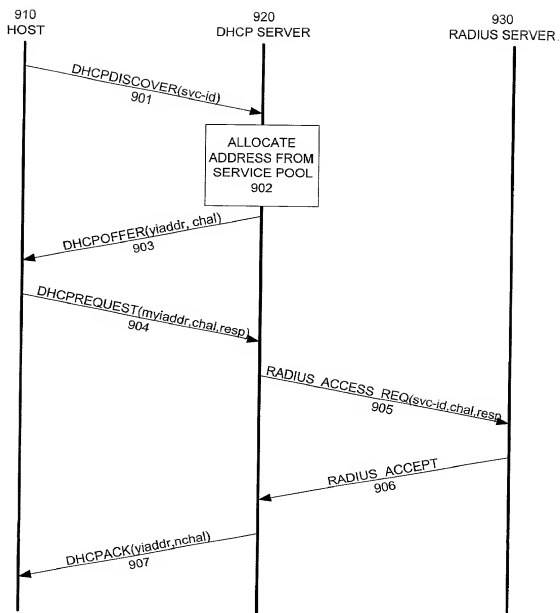 910
HOST
920
DHCP SERVER
930
RADIUS SERVER
DHCPDISCOVER(svc-id)
901
ALLOCATE
ADDRESS FROM
SERVICE POOL
902
DHCPOFFER(yiaddr, chal)
903
DHCPREQUEST(myiaddr,chal,resp)
904
RADIUS_ACCESS_REQ(svc-id,chal,resp
905
RADIUS_ACCEPT
906
DHCPACK(yiaddr,nchal)
907